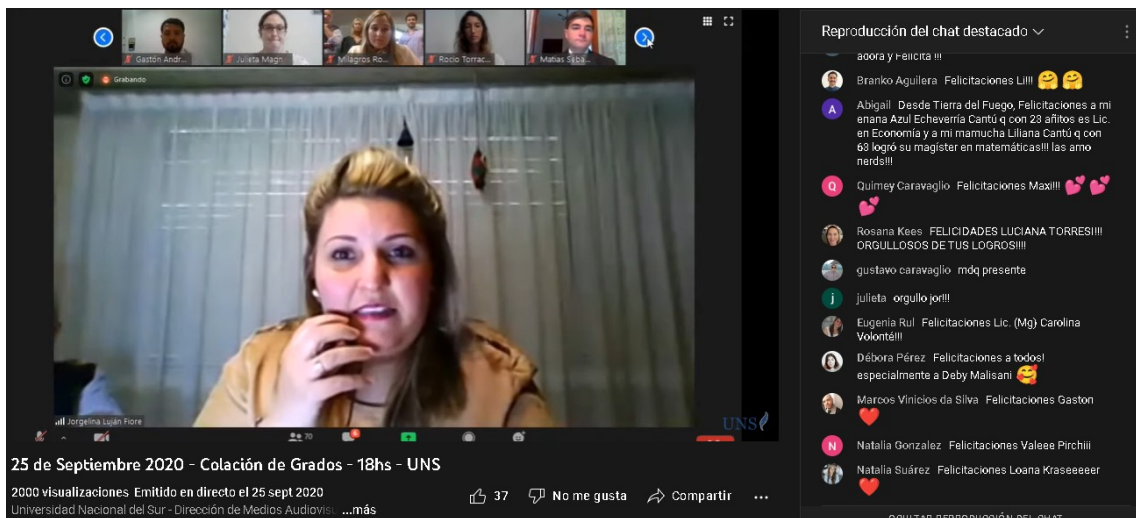 Gastón Andr...
Julieta Magn...
Milagros Ro...
Rocio Torrac...
Matias Seba...
Grabando
Jorgelina Luján Fiore
70
UNS
25 de Septiembre 2020 - Colación de Grados - 18hs - UNS
2000 visualizaciones Emitido en directo el 25 sept 2020
Universidad Nacional del Sur - Dirección de Medios Audiovisu ...más
37
No me gusta
Compartir
...
Reproducción del chat destacado
adora y Felicita !!!
Branko Aguilera Felicitaciones Li!!! 🤗 🤗
A
Abigail Desde Tierra del Fuego, Felicitaciones a mi
enana Azul Echeverría Cantú q con 23 añitos es Lic.
en Economía y a mi mamucha Liliana Cantú q con
63 logró su magíster en matemáticas!!! las amo
nerds!!!
Q
Quimey Caravaglio Felicitaciones Maxi!!! 💕 💕
💕
Rosana Kees FELICIDADES LUCIANA TORRESI!!!
ORGULLOSOS DE TUS LOGROS!!!!
gustavo caravaglio mdq presente
j
julieta orgullo jor!!!
Eugenia Rul Felicitaciones Lic. (Mg) Carolina
Volonté!!!
Débora Pérez Felicitaciones a todos!
especialmente a Deby Malisani 🥰
Marcos Vinicios da Silva Felicitaciones Gaston
❤️
N
Natalia Gonzalez Felicitaciones Valeee Pirchiii
Natalia Suárez Felicitaciones Loana Kraseeeeer
❤️
OCULTAR REPRODUCCIÓN DEL CHAT